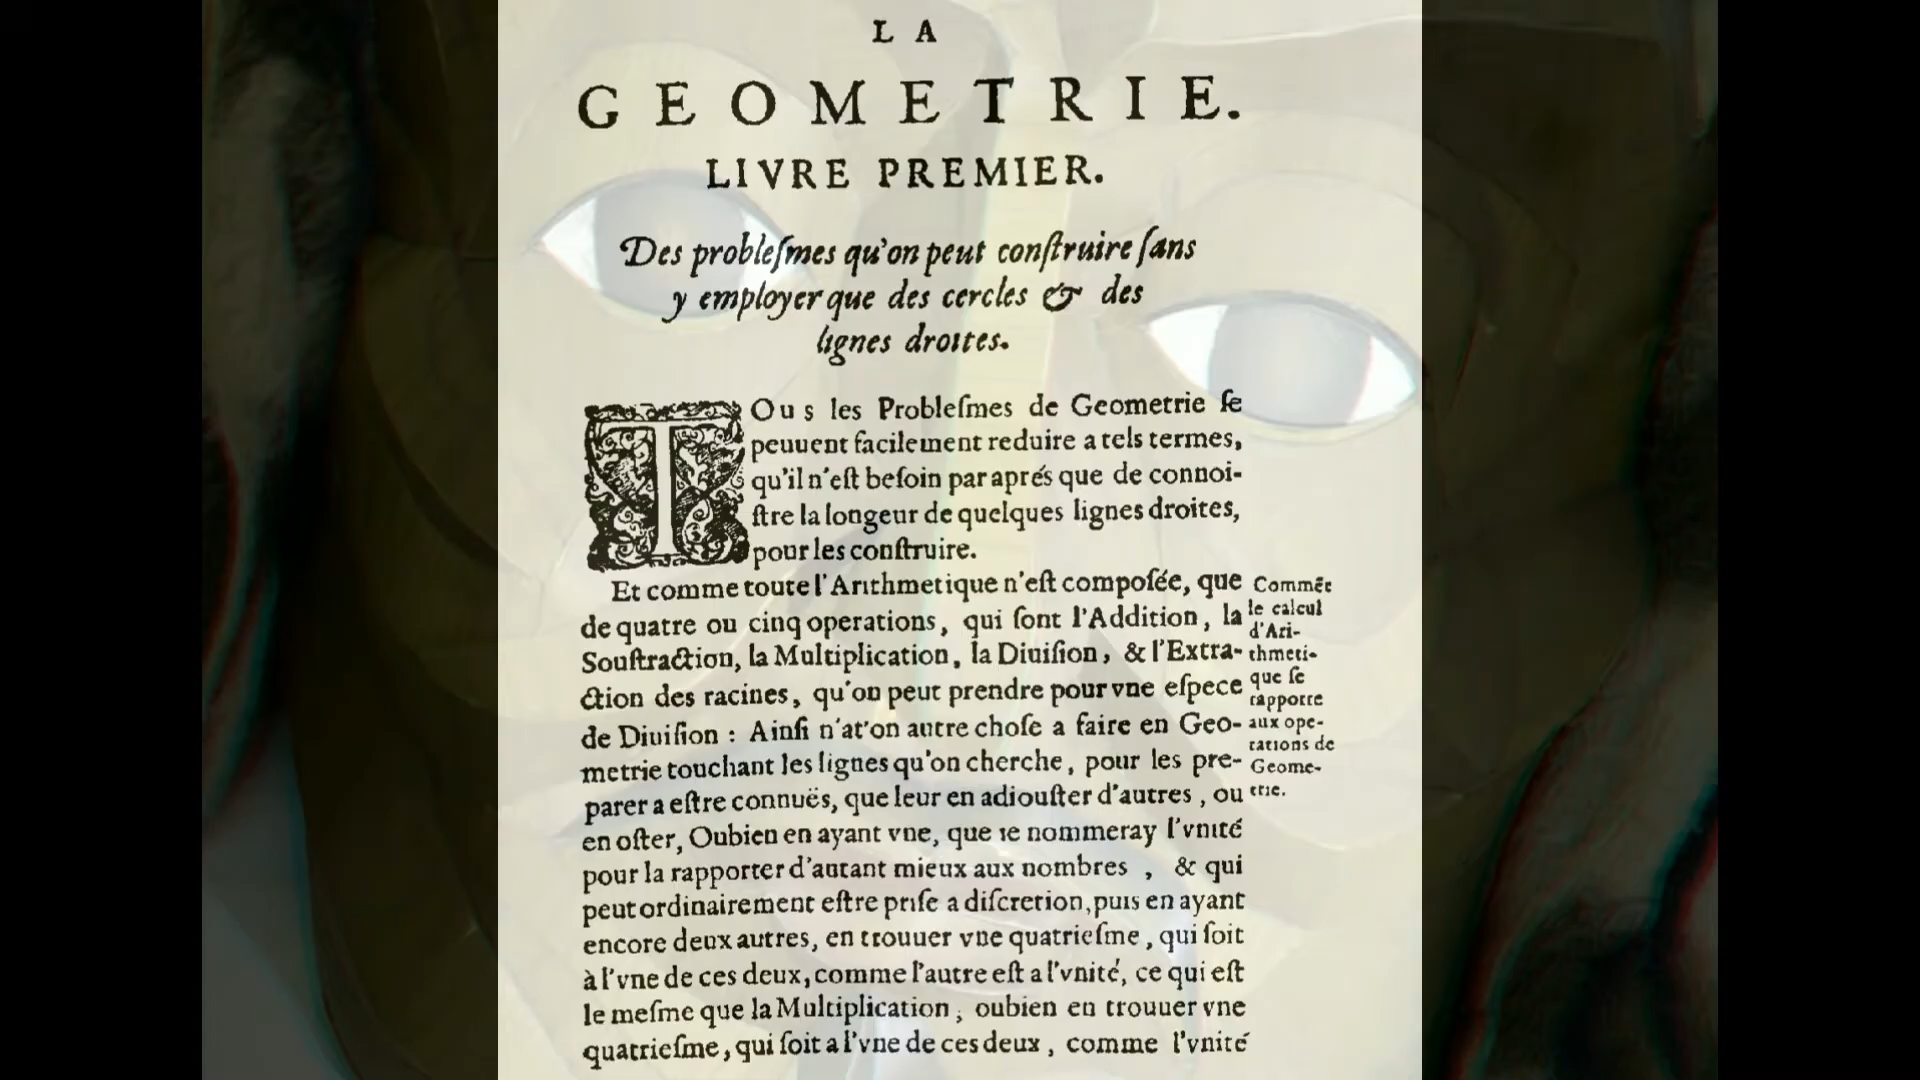 LA
GEOMETRIE.
LIVRE PREMIER.
Des problesmes qu'on peut conſtruire ſans
y employer que des cercles & des
lignes droites.
TOus les Probleſmes de Geometrie ſe
peuuent facilement reduire a tels termes,
qu'il n'eſt beſoin par aprés que de connoi-
ſtre la longeur de quelques lignes droites,
pour les conſtruire.
Et comme toute l'Arithmetique n'eſt compoſée, que
de quatre ou cinq operations, qui ſont l'Addition, la
Souſtraction, la Multiplication, la Diuiſion, & l'Extra-
ction des racines, qu'on peut prendre pour vne eſpece
de Diuiſion : Ainſi n'at'on autre choſe a faire en Geo-
metrie touchant les lignes qu'on cherche, pour les pre-
parer a eſtre connuës, que leur en adiouſter d'autres, ou
en oſter, Oubien en ayant vne, que ie nommeray l'vnité
pour la rapporter d'autant mieux aux nombres, & qui
peut ordinairement eſtre priſe a diſcretion, puis en ayant
encore deux autres, en trouuer vne quatrieſme, qui ſoit
à l'vne de ces deux, comme l'autre eſt a l'vnité, ce qui eſt
le meſme que la Multiplication, oubien en trouuer vne
quatrieſme, qui ſoit a l'vne de ces deux, comme l'vnité
Commẽt
le calcul
d'Ari-
thmeti-
que ſe
rapporte
aux ope-
rations de
Geome-
trie.